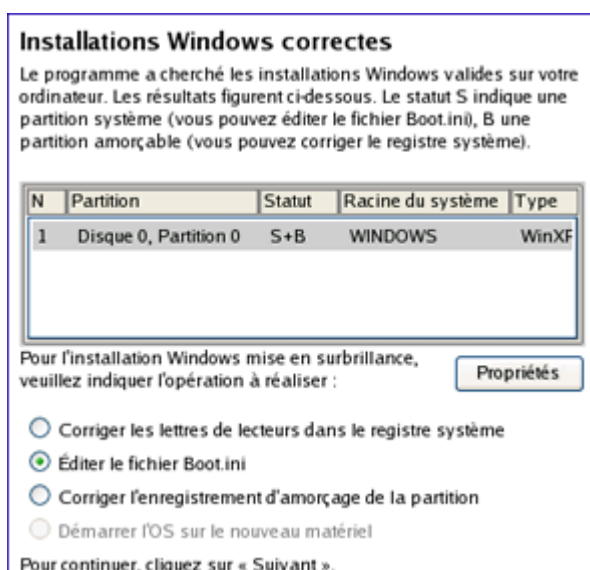 Installations Windows correctes
Le programme a cherché les installations Windows valides sur votre
ordinateur. Les résultats figurent ci-dessous. Le statut S indique une
partition système (vous pouvez éditer le fichier Boot.ini), B une
partition amorçable (vous pouvez corriger le registre système).
N Partition Statut Racine du système Type
1 Disque 0, Partition 0 S+B WINDOWS WinXP
Pour l'installation Windows mise en surbrillance,
veuillez indiquer l'opération à réaliser :
Propriétés
Corriger les lettres de lecteurs dans le registre système
Éditer le fichier Boot.ini
Corriger l'enregistrement d'amorçage de la partition
Démarrer l'OS sur le nouveau matériel
Pour continuer, cliquez sur « Suivant ».